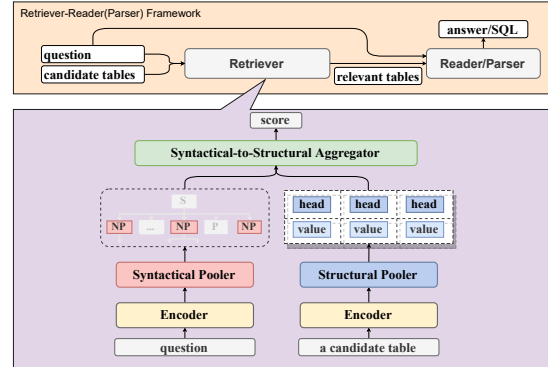 Retriever-Reader(Parser) Framework
answer/SQL
question
candidate tables
Retriever
relevant tables
Reader/Parser
score
Syntactical-to-Structural Aggregator
S
NP ... NP P NP
head head head
value value value
Syntactical Pooler
Structural Pooler
Encoder
Encoder
question
a candidate table